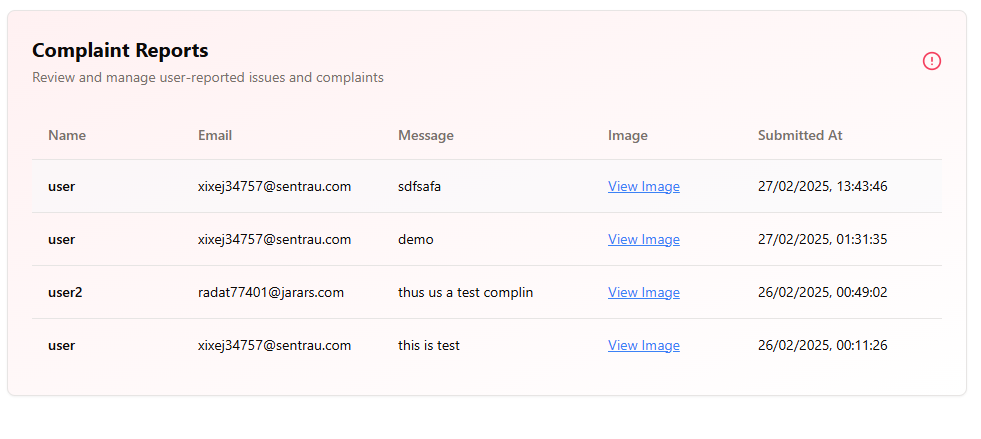 Complaint Reports
Review and manage user-reported issues and complaints
Name Email Message Image Submitted At
user xixej34757@sentrau.com sdfsafa View Image 27/02/2025, 13:43:46
user xixej34757@sentrau.com demo View Image 27/02/2025, 01:31:35
user2 radat77401@jarars.com thus us a test complin View Image 26/02/2025, 00:49:02
user xixej34757@sentrau.com this is test View Image 26/02/2025, 00:11:26